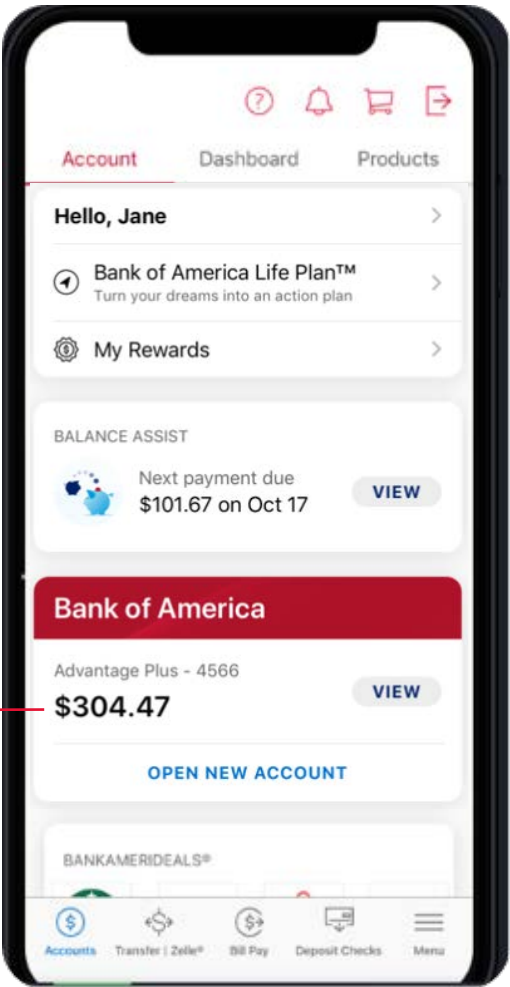 Account Dashboard Products
Hello, Jane
Bank of America Life Plan™
Turn your dreams into an action plan
My Rewards
BALANCE ASSIST
Next payment due
$101.67 on Oct 17
VIEW
Bank of America
Advantage Plus - 4566
$304.47
VIEW
OPEN NEW ACCOUNT
BANKAMERIDEALS®
Accounts Transfer | Zelle® Bill Pay Deposit Checks Menu